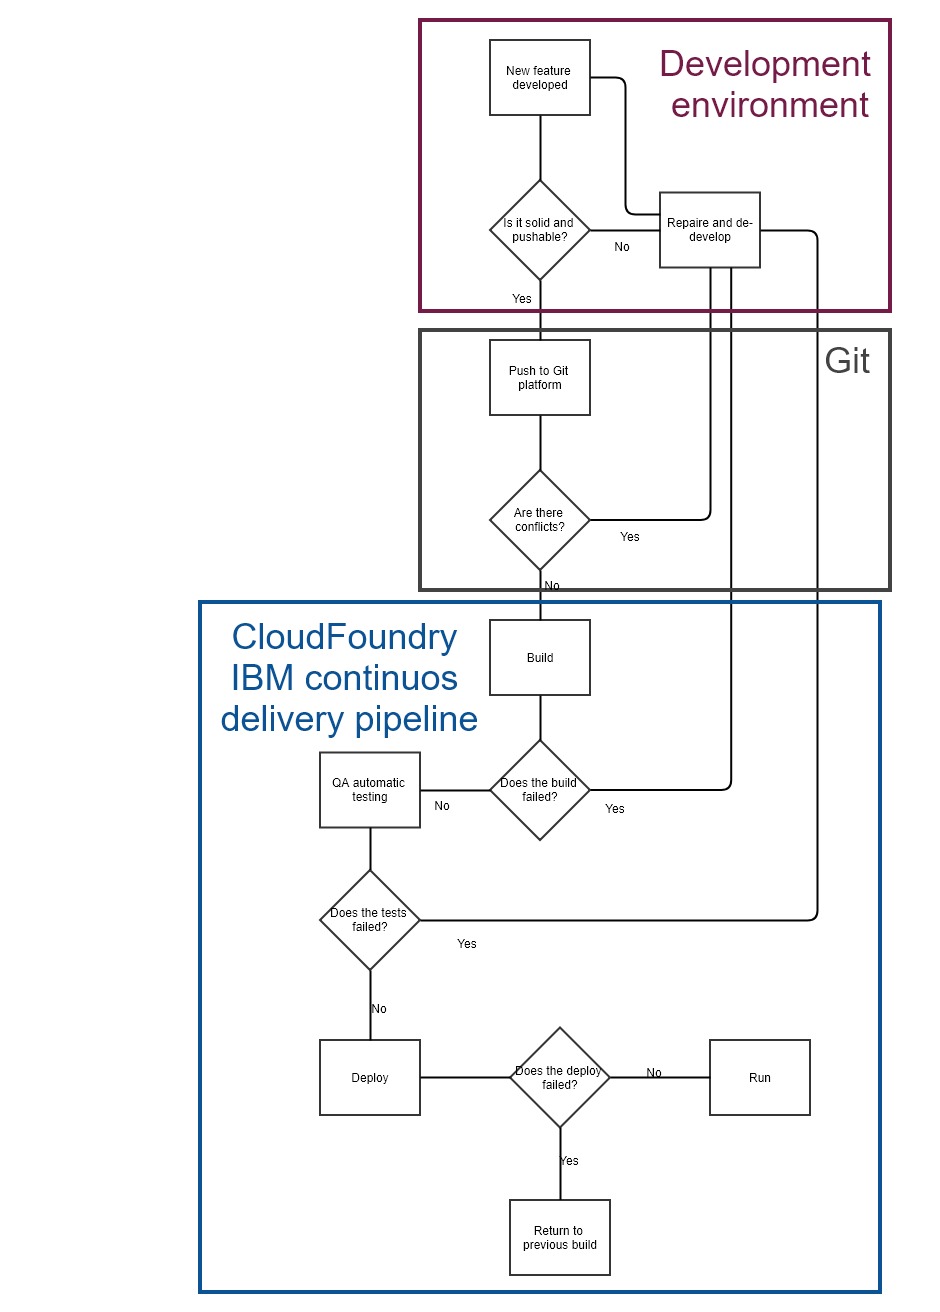 Development
environment
New feature
developed
Is it solid and
pushable?
No
Repaire and de-
develop
Yes
Git
Push to Git
platform
Are there
conflicts?
Yes
No
CloudFoundry
IBM continuos
delivery pipeline
Build
Does the build
failed?
No
Yes
QA automatic
testing
Does the tests
failed?
Yes
No
Deploy
Does the deploy
failed?
No
Run
Yes
Return to
previous build